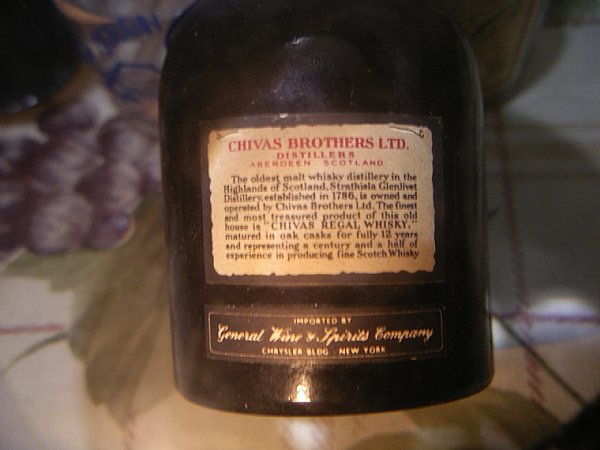 CHIVAS BROTHERS LTD.
DISTILLERS
ABERDEEN SCOTLAND
The oldest malt whisky distillery in the
Highlands of Scotland, Strathisla Glenlivet
Distillery, established in 1786, is owned and
operated by Chivas Brothers Ltd. The finest
and most treasured product of this old
house is "CHIVAS REGAL WHISKY,"
matured in oak casks for fully 12 years
and representing a century and a half of
experience in producing fine Scotch Whisky
IMPORTED BY
General Wine & Spirits Company
CHRYSLER BLDG · NEW YORK